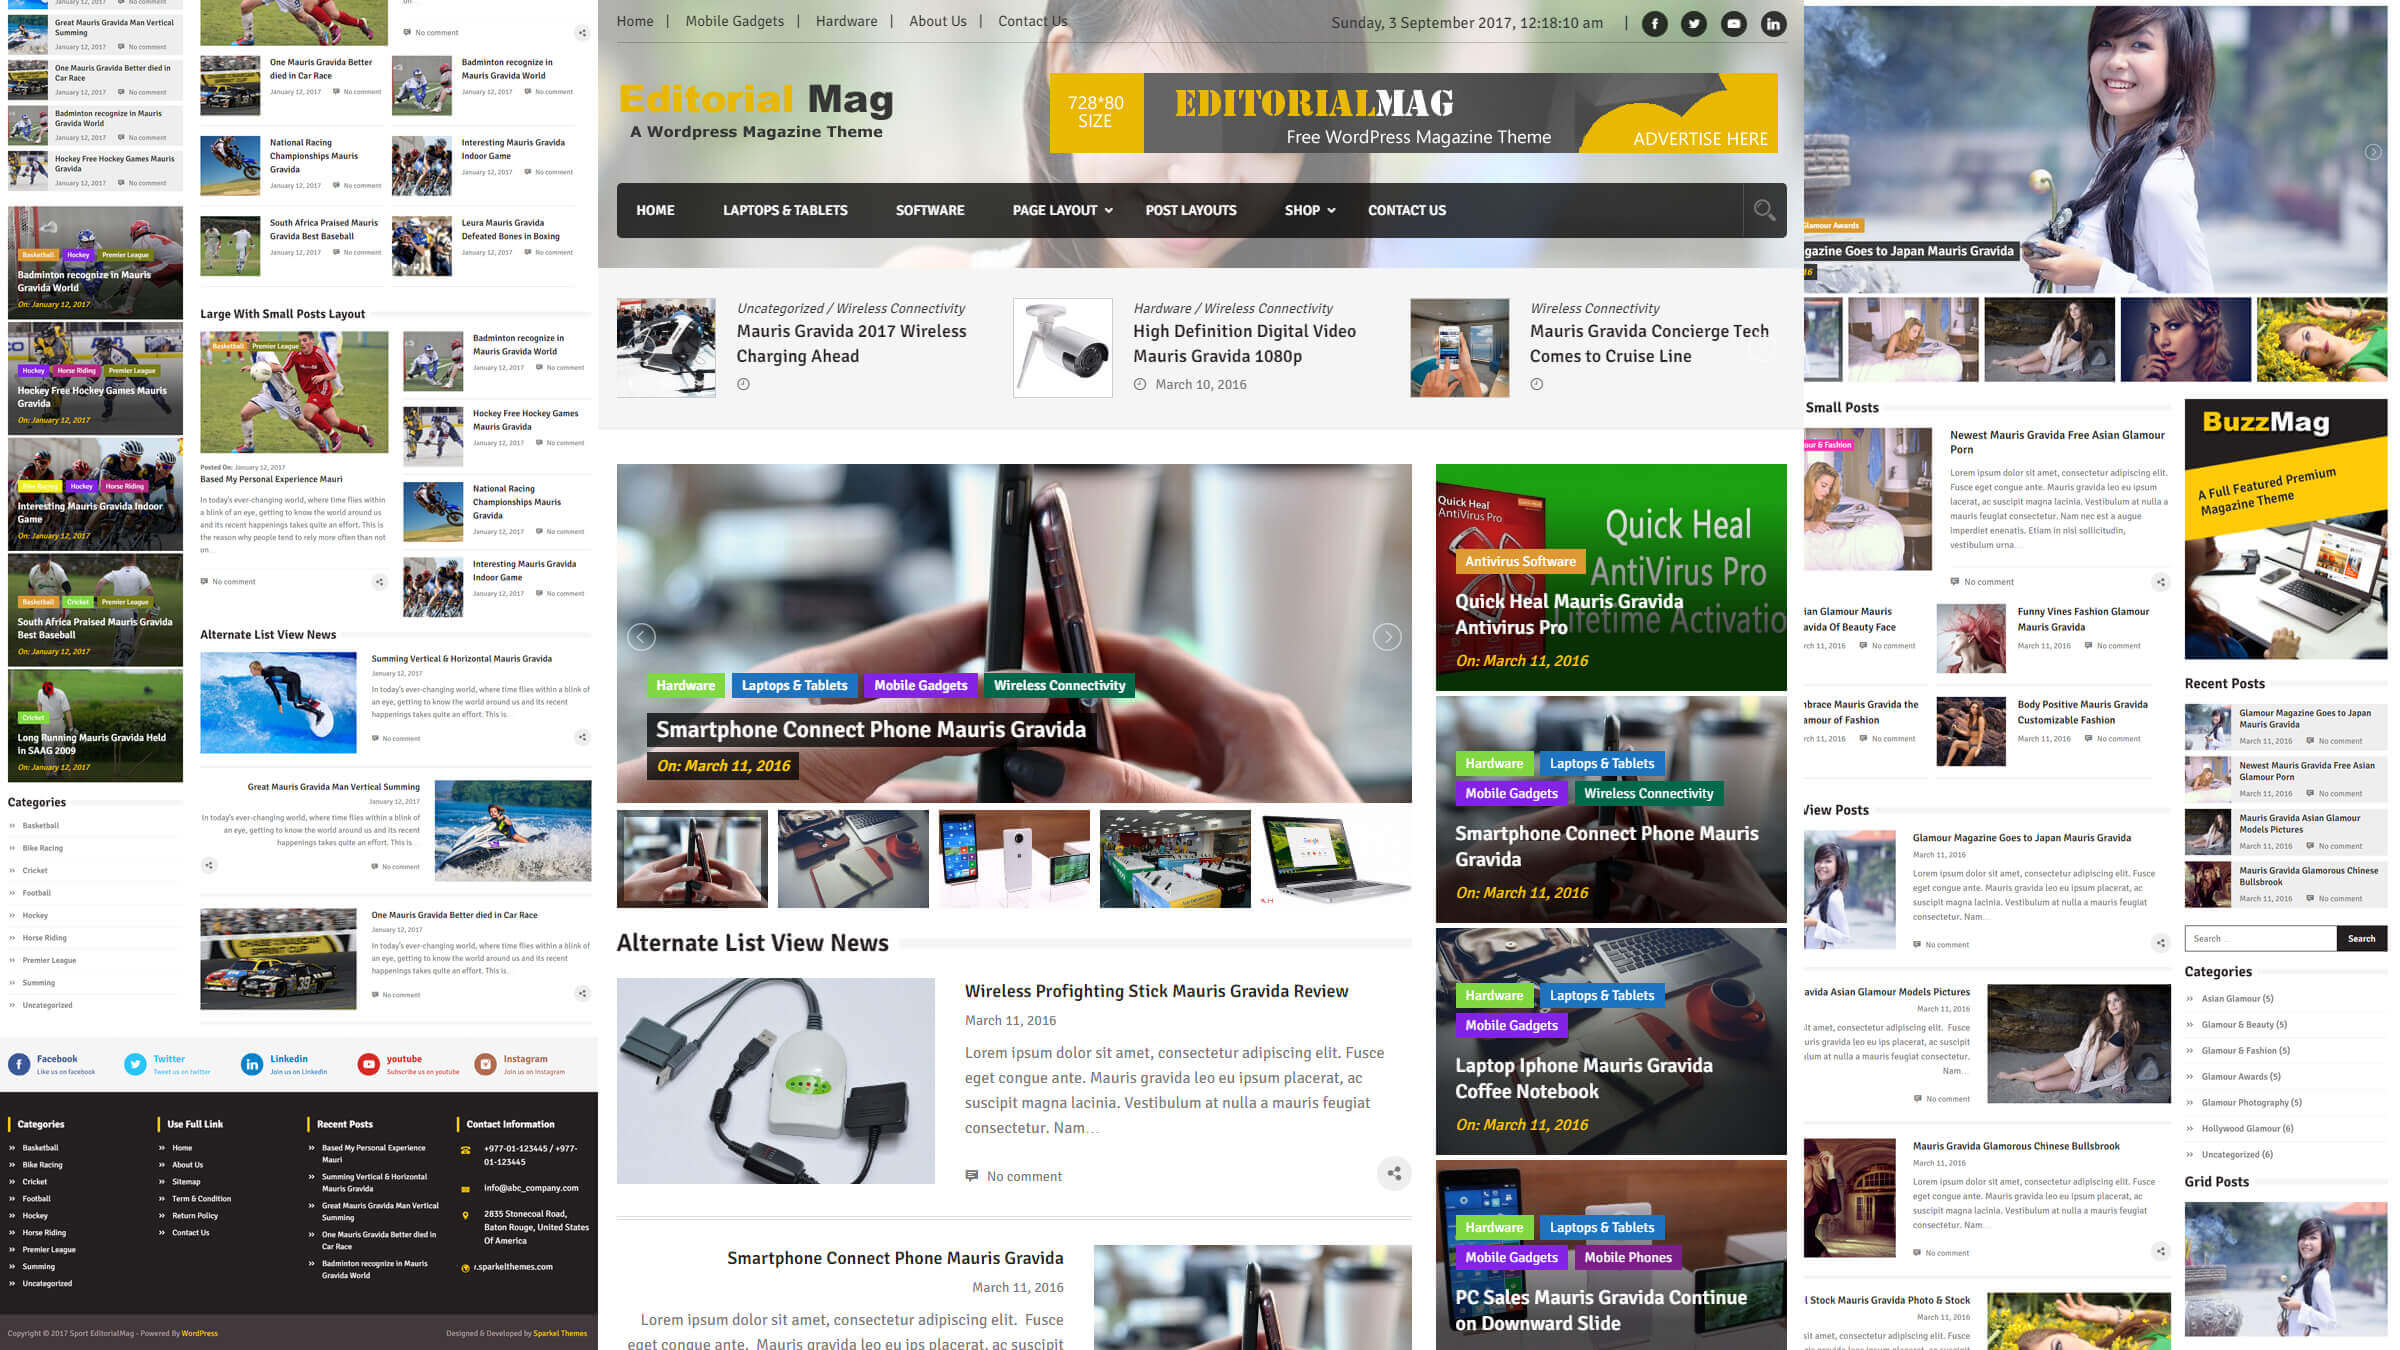 Great Mauris Gravida Man Vertical
Summing
January 12, 2017 No comment
One Mauris Gravida Better died in
Car Race
January 12, 2017 No comment
Badminton recognize in Mauris
Gravida World
January 12, 2017 No comment
Hockey Free Hockey Games Mauris
Gravida
January 12, 2017 No comment
Basketball Hockey Premier League
Badminton recognize in Mauris
Gravida World
On: January 12, 2017
Hockey Horse Riding Premier League
Hockey Free Hockey Games Mauris
Gravida
On: January 12, 2017
Bike Racing Hockey Horse Riding
Interesting Mauris Gravida Indoor
Game
On: January 12, 2017
Basketball Cricket Premier League
South Africa Praised Mauris Gravida
Best Baseball
On: January 12, 2017
Cricket
Long Running Mauris Gravida Held
in SAAG 2009
On: January 12, 2017
Categories
Basketball
Bike Racing
Cricket
Football
Hockey
Horse Riding
Premier League
Summing
Uncategorized
No comment
One Mauris Gravida Better
died in Car Race
January 12, 2017 No comment
Badminton recognize in
Mauris Gravida World
January 12, 2017 No comment
National Racing
Championships Mauris
Gravida
January 12, 2017 No comment
Interesting Mauris Gravida
Indoor Game
January 12, 2017 No comment
South Africa Praised Mauris
Gravida Best Baseball
January 12, 2017 No comment
Leura Mauris Gravida
Defeated Bones in Boxing
January 12, 2017 No comment
Large With Small Posts Layout
Basketball Premier League
Posted On: January 12, 2017
Based My Personal Experience Mauri
In today's ever-changing world, where time flies within
a blink of an eye, getting to know the world around us
and its recent happenings takes quite an effort. This is
the reason why people tend to rely more often than not
on...
No comment
Badminton recognize in
Mauris Gravida World
January 12, 2017 No comment
Hockey Free Hockey Games
Mauris Gravida
January 12, 2017 No comment
National Racing
Championships Mauris
Gravida
January 12, 2017 No comment
Interesting Mauris Gravida
Indoor Game
January 12, 2017 No comment
Alternate List View News
Summing Vertical & Horizontal Mauris Gravida
January 12, 2017
In today's ever-changing world, where time flies within a blink of
an eye, getting to know the world around us and its recent
happenings takes quite an effort. This is...
No comment
Great Mauris Gravida Man Vertical Summing
January 12, 2017
In today's ever-changing world, where time flies within a blink of
an eye, getting to know the world around us and its recent
happenings takes quite an effort. This is...
No comment
One Mauris Gravida Better died in Car Race
January 12, 2017
In today's ever-changing world, where time flies within a blink of
an eye, getting to know the world around us and its recent
happenings takes quite an effort. This is...
No comment
Facebook
Like us on facebook
Twitter
Tweet us on twitter
Linkedin
Join us on Linkedin
youtube
Subscribe us on youtube
Instagram
Join us on Instagram
Categories
Basketball
Bike Racing
Cricket
Football
Hockey
Horse Riding
Premier League
Summing
Uncategorized
Use Full Link
Home
About Us
Sitemap
Term & Condition
Return Policy
Contact Us
Recent Posts
Based My Personal Experience
Mauri
Summing Vertical & Horizontal
Mauris Gravida
Great Mauris Gravida Man Vertical
Summing
One Mauris Gravida Better died in
Car Race
Badminton recognize in Mauris
Gravida World
Contact Information
+977-01-123445 / +977-
01-123445
info@abc_company.com
2835 Stonecoal Road,
Baton Rouge, United States
Of America
r.sparkelthemes.com
Copyright © 2017 Sport EditorialMag - Powered By WordPress
Designed & Developed by Sparkel Themes
Home | Mobile Gadgets | Hardware | About Us | Contact Us
Sunday, 3 September 2017, 12:18:10 am |
Editorial Mag
A Wordpress Magazine Theme
728*80
SIZE
EDITORIALMAG
Free WordPress Magazine Theme
ADVERTISE HERE
HOME LAPTOPS & TABLETS SOFTWARE PAGE LAYOUT POST LAYOUTS SHOP CONTACT US
Uncategorized / Wireless Connectivity
Mauris Gravida 2017 Wireless
Charging Ahead
Hardware / Wireless Connectivity
High Definition Digital Video
Mauris Gravida 1080p
March 10, 2016
Wireless Connectivity
Mauris Gravida Concierge Tech
Comes to Cruise Line
Hardware Laptops & Tablets Mobile Gadgets Wireless Connectivity
Smartphone Connect Phone Mauris Gravida
On: March 11, 2016
Alternate List View News
Wireless Profighting Stick Mauris Gravida Review
March 11, 2016
Lorem ipsum dolor sit amet, consectetur adipiscing elit. Fusce
eget congue ante. Mauris gravida leo eu ipsum placerat, ac
suscipit magna lacinia. Vestibulum at nulla a mauris feugiat
consectetur. Nam...
No comment
Smartphone Connect Phone Mauris Gravida
March 11, 2016
Lorem ipsum dolor sit amet, consectetur adipiscing elit. Fusce
eget congue ante. Mauris gravida leo eu ips placerat, ac suscipit
Quick Heal
AntiVirus Pro
Quick Heal
AntiVirus Pro
ifetime Activatio
Antivirus Software
Quick Heal Mauris Gravida
Antivirus Pro
On: March 11, 2016
Hardware Laptops & Tablets
Mobile Gadgets Wireless Connectivity
Smartphone Connect Phone Mauris
Gravida
On: March 11, 2016
Hardware Laptops & Tablets
Mobile Gadgets
Laptop Iphone Mauris Gravida
Coffee Notebook
On: March 11, 2016
Hardware Laptops & Tablets
Mobile Gadgets Mobile Phones
PC Sales Mauris Gravida Continue
on Downward Slide
Glamour Awards
gazine Goes to Japan Mauris Gravida
16
Small Posts
our & Fashion
Newest Mauris Gravida Free Asian Glamour
Porn
Lorem ipsum dolor sit amet, consectetur adipiscing elit.
Fusce eget congue ante. Mauris gravida leo eu ipsum
lacerat, ac suscipit magna lacinia. Vestibulum at nulla a
mauris feugiat consectetur. Nam nec est a augue
imperdiet enenatis. Etiam in nisl sollicitudin,
vestibulum urna...
No comment
ian Glamour Mauris
avida Of Beauty Face
rch 11, 2016 No comment
Funny Vines Fashion Glamour
Mauris Gravida
March 11, 2016 No comment
nbrace Mauris Gravida the
amour of Fashion
rch 11, 2016 No comment
Body Positive Mauris Gravida
Customizable Fashion
March 11, 2016 No comment
View Posts
Glamour Magazine Goes to Japan Mauris Gravida
March 11, 2016
Lorem ipsum dolor sit amet, consectetur adipiscing elit. Fusce
eget congue ante. Mauris gravida leo eu ipsum placerat, ac
suscipit magna lacinia. Vestibulum at nulla a mauris feugiat
consectetur. Nam...
No comment
avida Asian Glamour Models Pictures
March 11, 2016
it amet, consectetur adipiscing elit. Fusce
uris gravida leo eu ipsum placerat, ac suscipit
lum at nulla a mauris feugiat consectetur.
Nam...
No comment
Mauris Gravida Glamorous Chinese Bullsbrook
March 11, 2016
Lorem ipsum dolor sit amet, consectetur adipiscing elit. Fusce
eget congue ante. Mauris gravida leo eu ipsum placerat, ac
suscipit magna lacinia. Vestibulum at nulla a mauris feugiat
consectetur. Nam...
No comment
l Stock Mauris Gravida Photo & Stock
March 11, 2016
sit amet, consectetur adipiscing elit. Fusce
BuzzMag
A Full Featured Premium
Magazine Theme
Recent Posts
Glamour Magazine Goes to Japan
Mauris Gravida
March 11, 2016 No comment
Newest Mauris Gravida Free Asian
Glamour Porn
March 11, 2016 No comment
Mauris Gravida Asian Glamour
Models Pictures
March 11, 2016 No comment
Mauris Gravida Glamorous Chinese
Bullsbrook
March 11, 2016 No comment
Search ... Search
Categories
Asian Glamour (5)
Glamour & Beauty (5)
Glamour & Fashion (5)
Glamour Awards (5)
Glamour Photography (5)
Hollywood Glamour (6)
Uncategorized (6)
Grid Posts